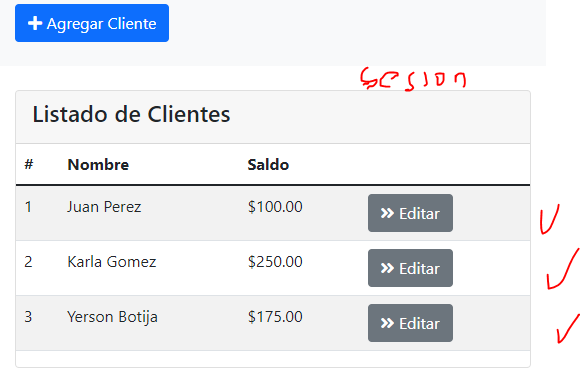 Agregar Cliente
sesion
Listado de Clientes
# Nombre Saldo
1 Juan Perez $100.00 Editar
2 Karla Gomez $250.00 Editar
3 Yerson Botija $175.00 Editar